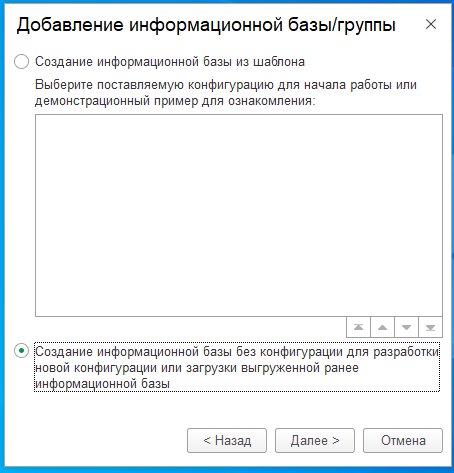 Добавление информационной базы/группы
Создание информационной базы из шаблона
Выберите поставляемую конфигурацию для начала работы или
демонстрационный пример для ознакомления:
Создание информационной базы без конфигурации для разработки
новой конфигурации или загрузки выгруженной ранее
информационной базы
< Назад
Далее >
Отмена